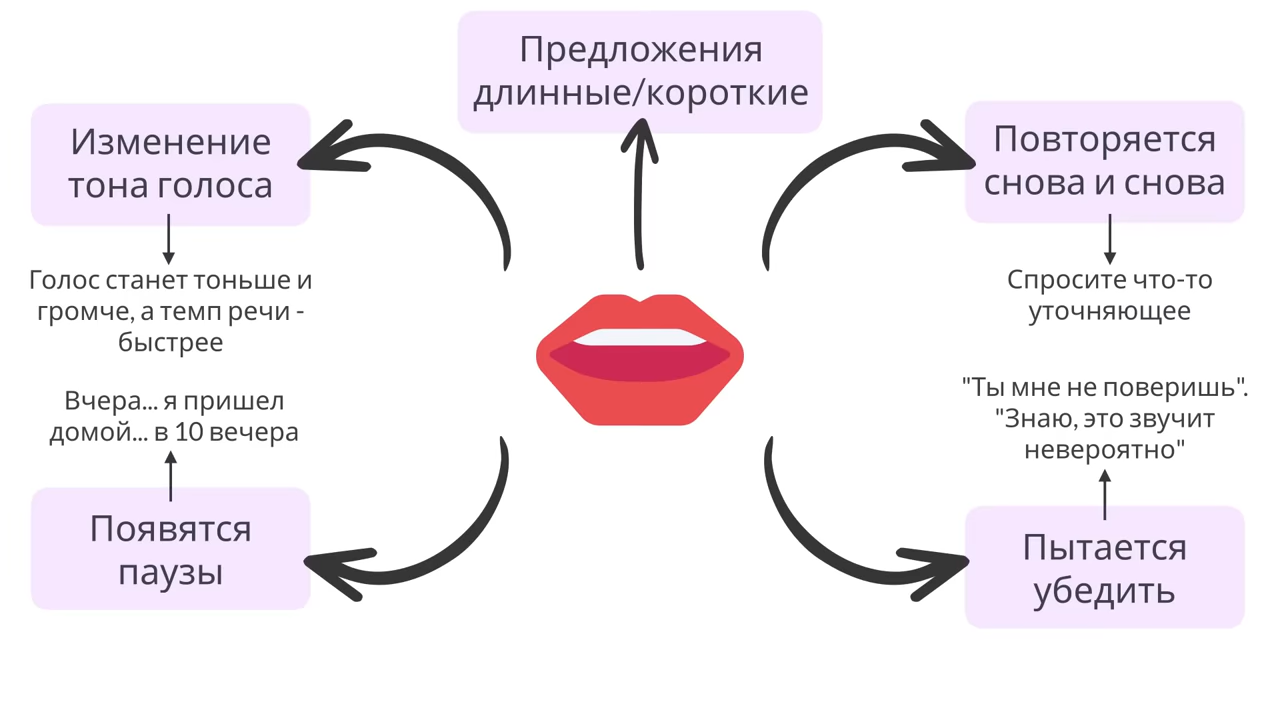 Предложения
длинные/короткие
Изменение
тона голоса
Голос станет тоньше и
громче, а темп речи -
быстрее
Повторяется
снова и снова
Спросите что-то
уточняющее
Вчера... я пришел
домой... в 10 вечера
Появятся
паузы
"Ты мне не поверишь".
"Знаю, это звучит
невероятно"
Пытается
убедить